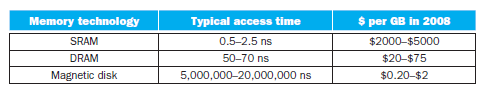 Memory technology Typical access time $ per GB in 2008
SRAM 0.5–2.5 ns $2000–$5000
DRAM 50–70 ns $20–$75
Magnetic disk 5,000,000–20,000,000 ns $0.20–$2